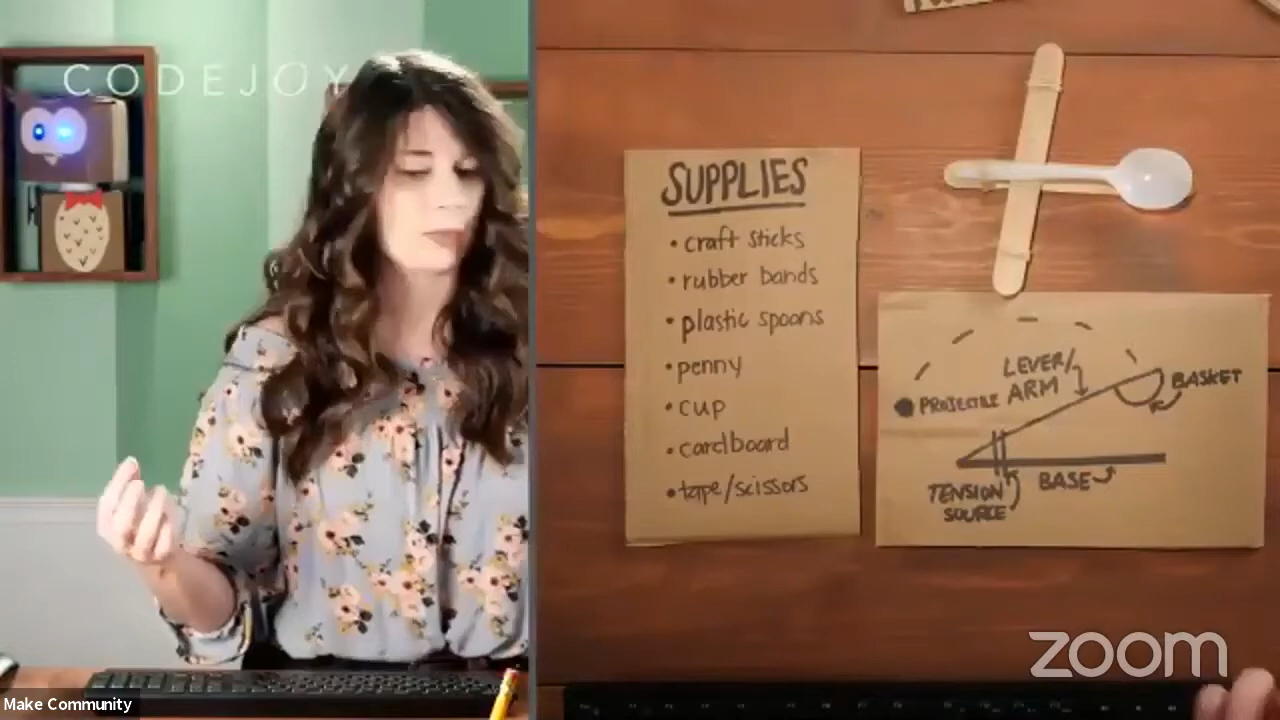 CODEJOY
SUPPLIES
• craft sticks
• rubber bands
• plastic spoons
• penny
• cup
• cardboard
• tape/scissors
LEVER/
ARM
BASKET
PROJECTILE
TENSION
SOURCE
BASE
Make Community
zoom